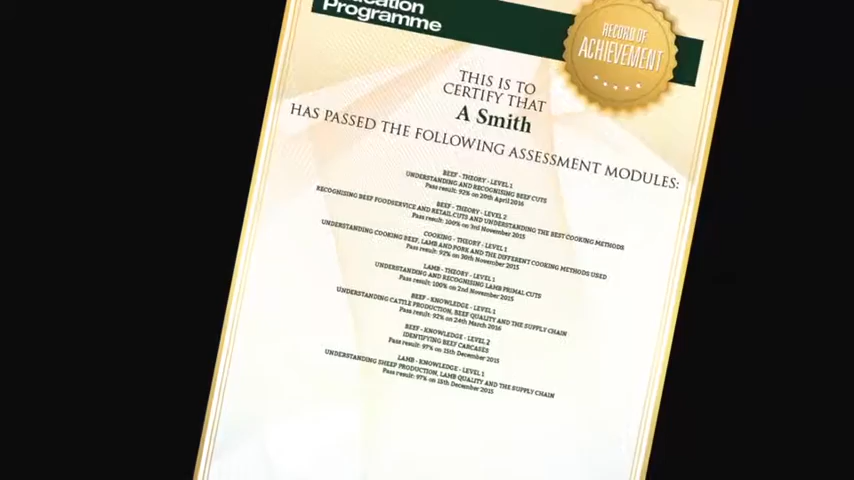 Programme
RECORD OF
ACHIEVEMENT
THIS IS TO
CERTIFY THAT
A Smith
HAS PASSED THE FOLLOWING ASSESSMENT MODULES:
BEEF - THEORY - LEVEL 1
UNDERSTANDING AND RECOGNISING BEEF CUTS
Pass result: 92% on 20th April 2016
BEEF - THEORY - LEVEL 2
RECOGNISING BEEF FOODSERVICE AND RETAIL CUTS AND UNDERSTANDING THE BEST COOKING METHODS
Pass result: 100% on 3rd November 2015
COOKING - THEORY - LEVEL 1
UNDERSTANDING COOKING BEEF, LAMB AND PORK AND THE DIFFERENT COOKING METHODS USED
Pass result: 92% on 30th November 2015
LAMB - THEORY - LEVEL 1
UNDERSTANDING AND RECOGNISING LAMB PRIMAL CUTS
Pass result: 100% on 2nd November 2015
BEEF - KNOWLEDGE - LEVEL 1
UNDERSTANDING CATTLE PRODUCTION, BEEF QUALITY AND THE SUPPLY CHAIN
Pass result: 92% on 24th March 2016
BEEF - KNOWLEDGE - LEVEL 2
IDENTIFYING BEEF CARCASES
Pass result: 97% on 15th December 2015
LAMB - KNOWLEDGE - LEVEL 1
UNDERSTANDING SHEEP PRODUCTION, LAMB QUALITY AND THE SUPPLY CHAIN
Pass result: 97% on 15th December 2015